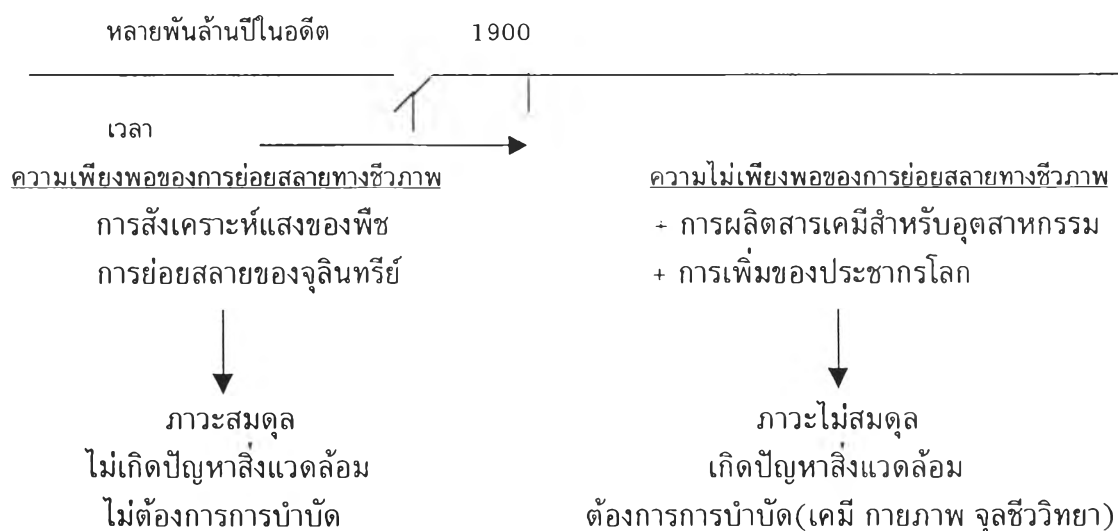 หลายพันล้านปีในอดีต 1900
เวลา
ความเพียงพอของการย่อยสลายทางชีวภาพ ความไม่เพียงพอของการย่อยสลายทางชีวภาพ
การสังเคราะห์แสงของพืช + การผลิตสารเคมีสำหรับอุตสาหกรรม
การย่อยสลายของจุลินทรีย์ + การเพิ่มของประชากรโลก
ภาวะสมดุล ภาวะไม่สมดุล
ไม่เกิดปัญหาสิ่งแวดล้อม เกิดปัญหาสิ่งแวดล้อม
ไม่ต้องการการบำบัด ต้องการการบำบัด(เคมี กายภาพ จุลชีววิทยา)